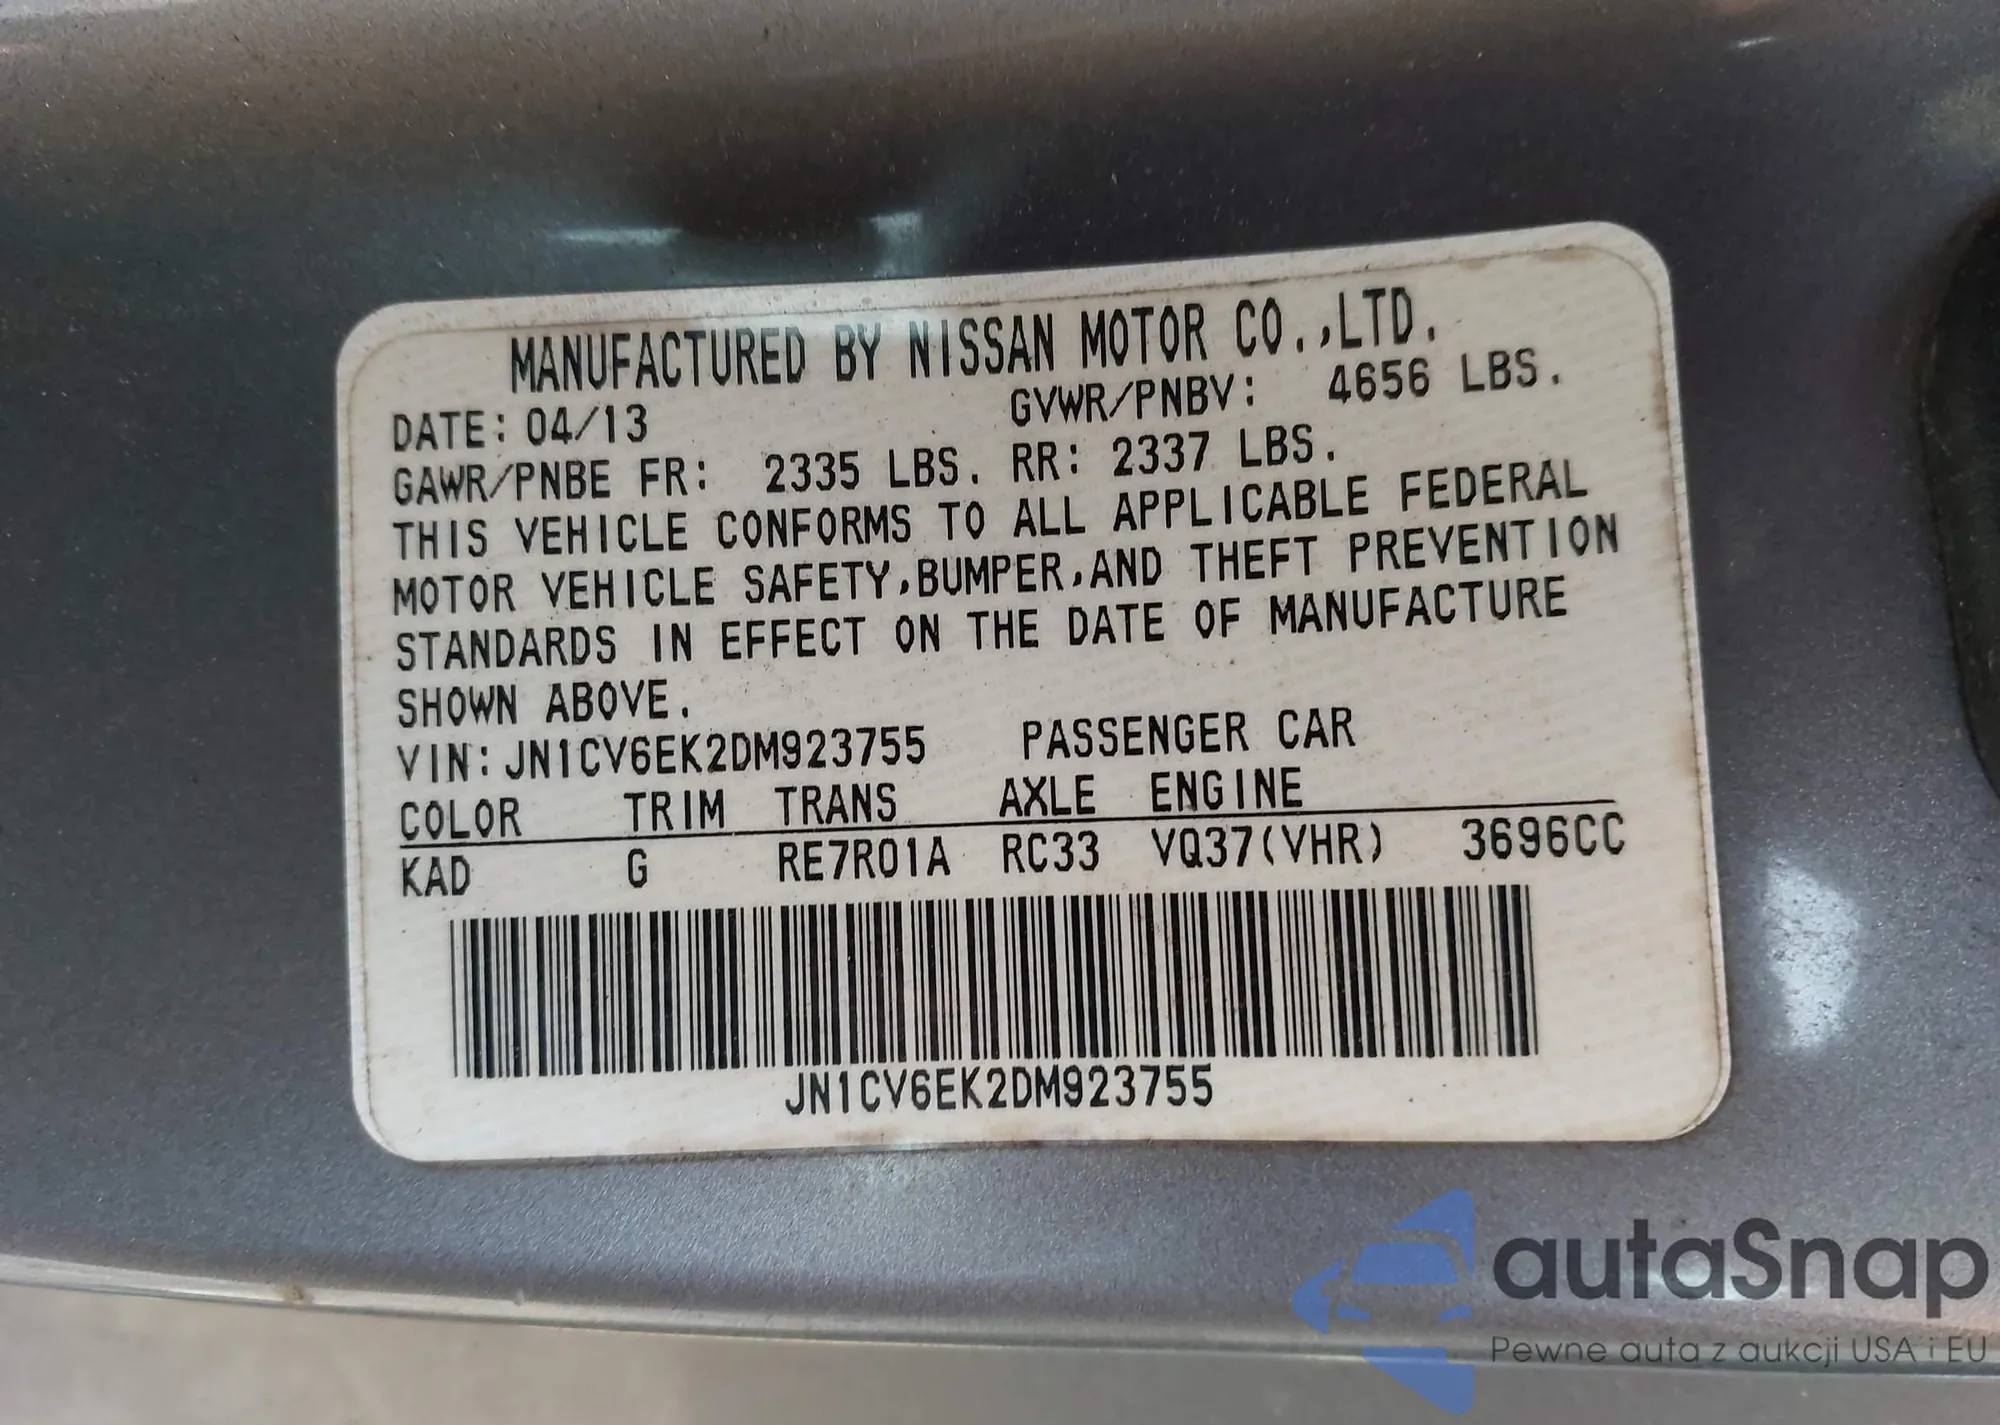 MANUFACTURED BY NISSAN MOTOR CO.,LTD.
DATE: 04/13 GVWR/PNBV: 4656 LBS.
GAWR/PNBE FR: 2335 LBS. RR: 2337 LBS.
THIS VEHICLE CONFORMS TO ALL APPLICABLE FEDERAL
MOTOR VEHICLE SAFETY,BUMPER,AND THEFT PREVENTION
STANDARDS IN EFFECT ON THE DATE OF MANUFACTURE
SHOWN ABOVE.
VIN:JN1CV6EK2DM923755 PASSENGER CAR
COLOR TRIM TRANS AXLE ENGINE
KAD G RE7R01A RC33 VQ37(VHR) 3696CC
JN1CV6EK2DM923755
autaSnap
Pewne auta z aukcji USA i EU